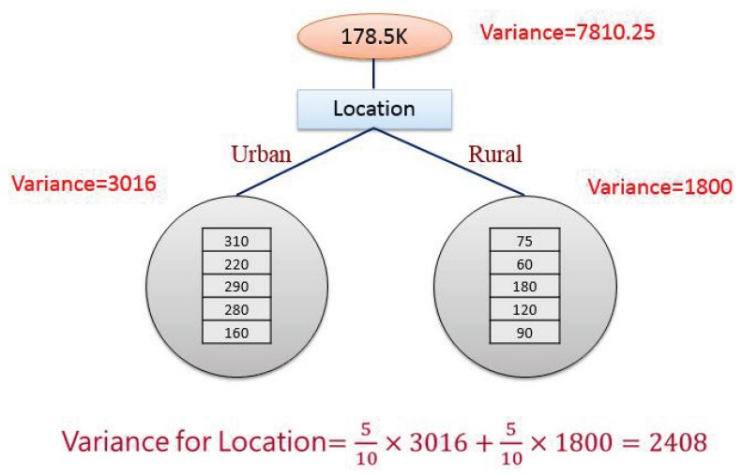 178.5K
Variance=7810.25
Location
Urban
Rural
Variance=3016
Variance=1800
310
220
290
280
160
75
60
180
120
90
Variance for Location= 5/10 × 3016 + 5/10 × 1800 = 2408